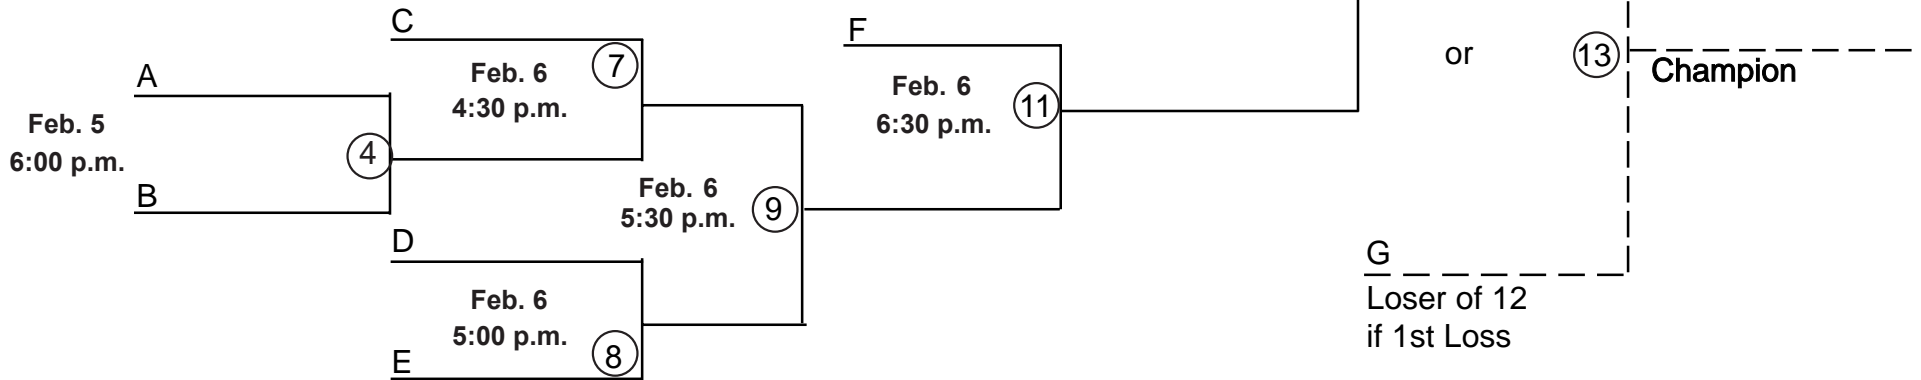 C
F
or
13
7
Feb. 6
4:30 p.m.
Champion
A
Feb. 6
6:30 p.m.
11
Feb. 5
6:00 p.m.
4
B
Feb. 6
5:30 p.m.
9
D
G
Feb. 6
5:00 p.m.
8
Loser of 12
if 1st Loss
E